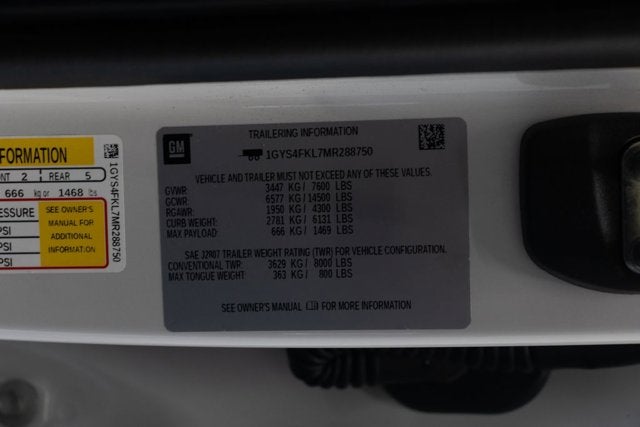 FORMATION
NT 2 REAR 5
666 kg or 1468 lbs
PRESSURE
PSI
PSI
PSI
SEE OWNER'S
MANUAL FOR
ADDITIONAL
INFORMATION
1GYS4FKL7MR288750
GM
TRAILERING INFORMATION
1GYS4FKL7MR288750
VEHICLE AND TRAILER MUST NOT EXCEED ANY OF THESE VALUES.
GVWR: 3447 KG/ 7600 LBS
GCWR: 6577 KG/14500 LBS
RGAWR: 1950 KG/ 4300 LBS
CURB WEIGHT: 2781 KG/ 6131 LBS
MAX PAYLOAD: 666 KG/ 1469 LBS
SAE J2807 TRAILER WEIGHT RATING (TWR) FOR VEHICLE CONFIGURATION.
CONVENTIONAL TWR: 3629 KG/ 8000 LBS
MAX TONGUE WEIGHT: 363 KG/ 800 LBS
SEE OWNER'S MANUAL FOR MORE INFORMATION